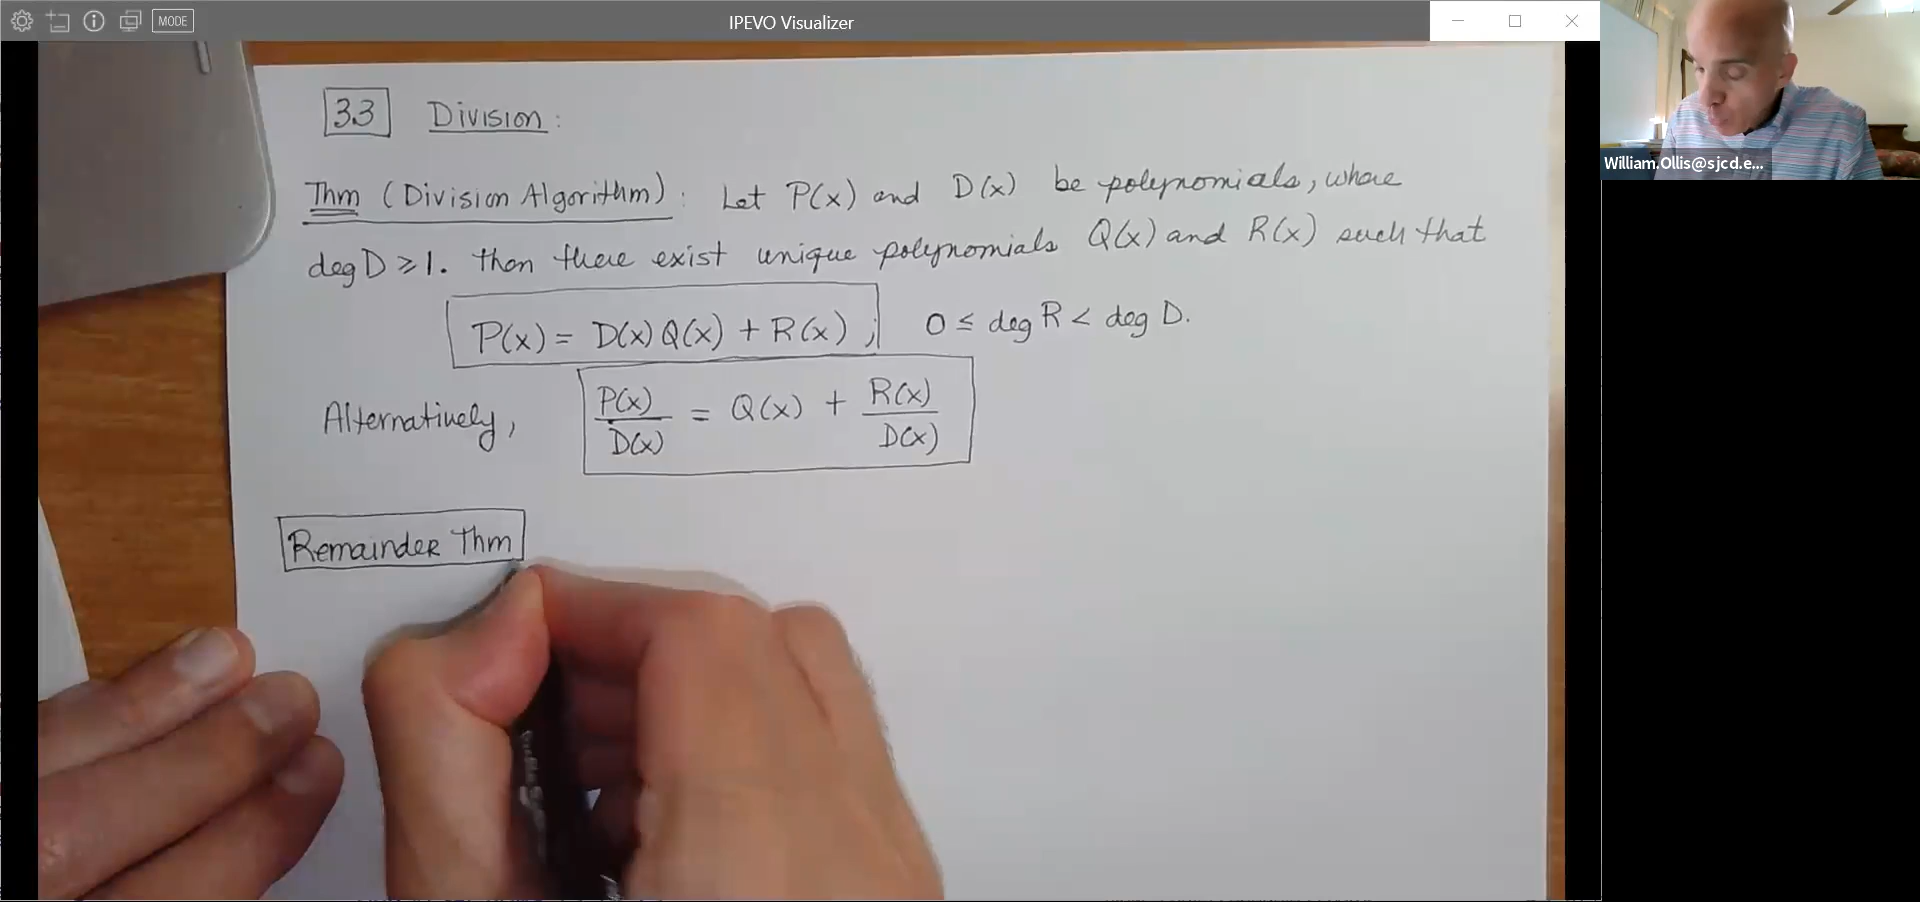 MODE
IPEVO Visualizer
William.Ollis@sjcd.e...
3.3 Division:
Thm (Division Algorithm): Let P(x) and D(x) be polynomials, where
deg D ≥ 1. Then there exist unique polynomials Q(x) and R(x) such that
P(x) = D(x) Q(x) + R(x), 0 ≤ deg R < deg D.
Alternatively, P(x)/D(x) = Q(x) + R(x)/D(x)
Remainder Thm